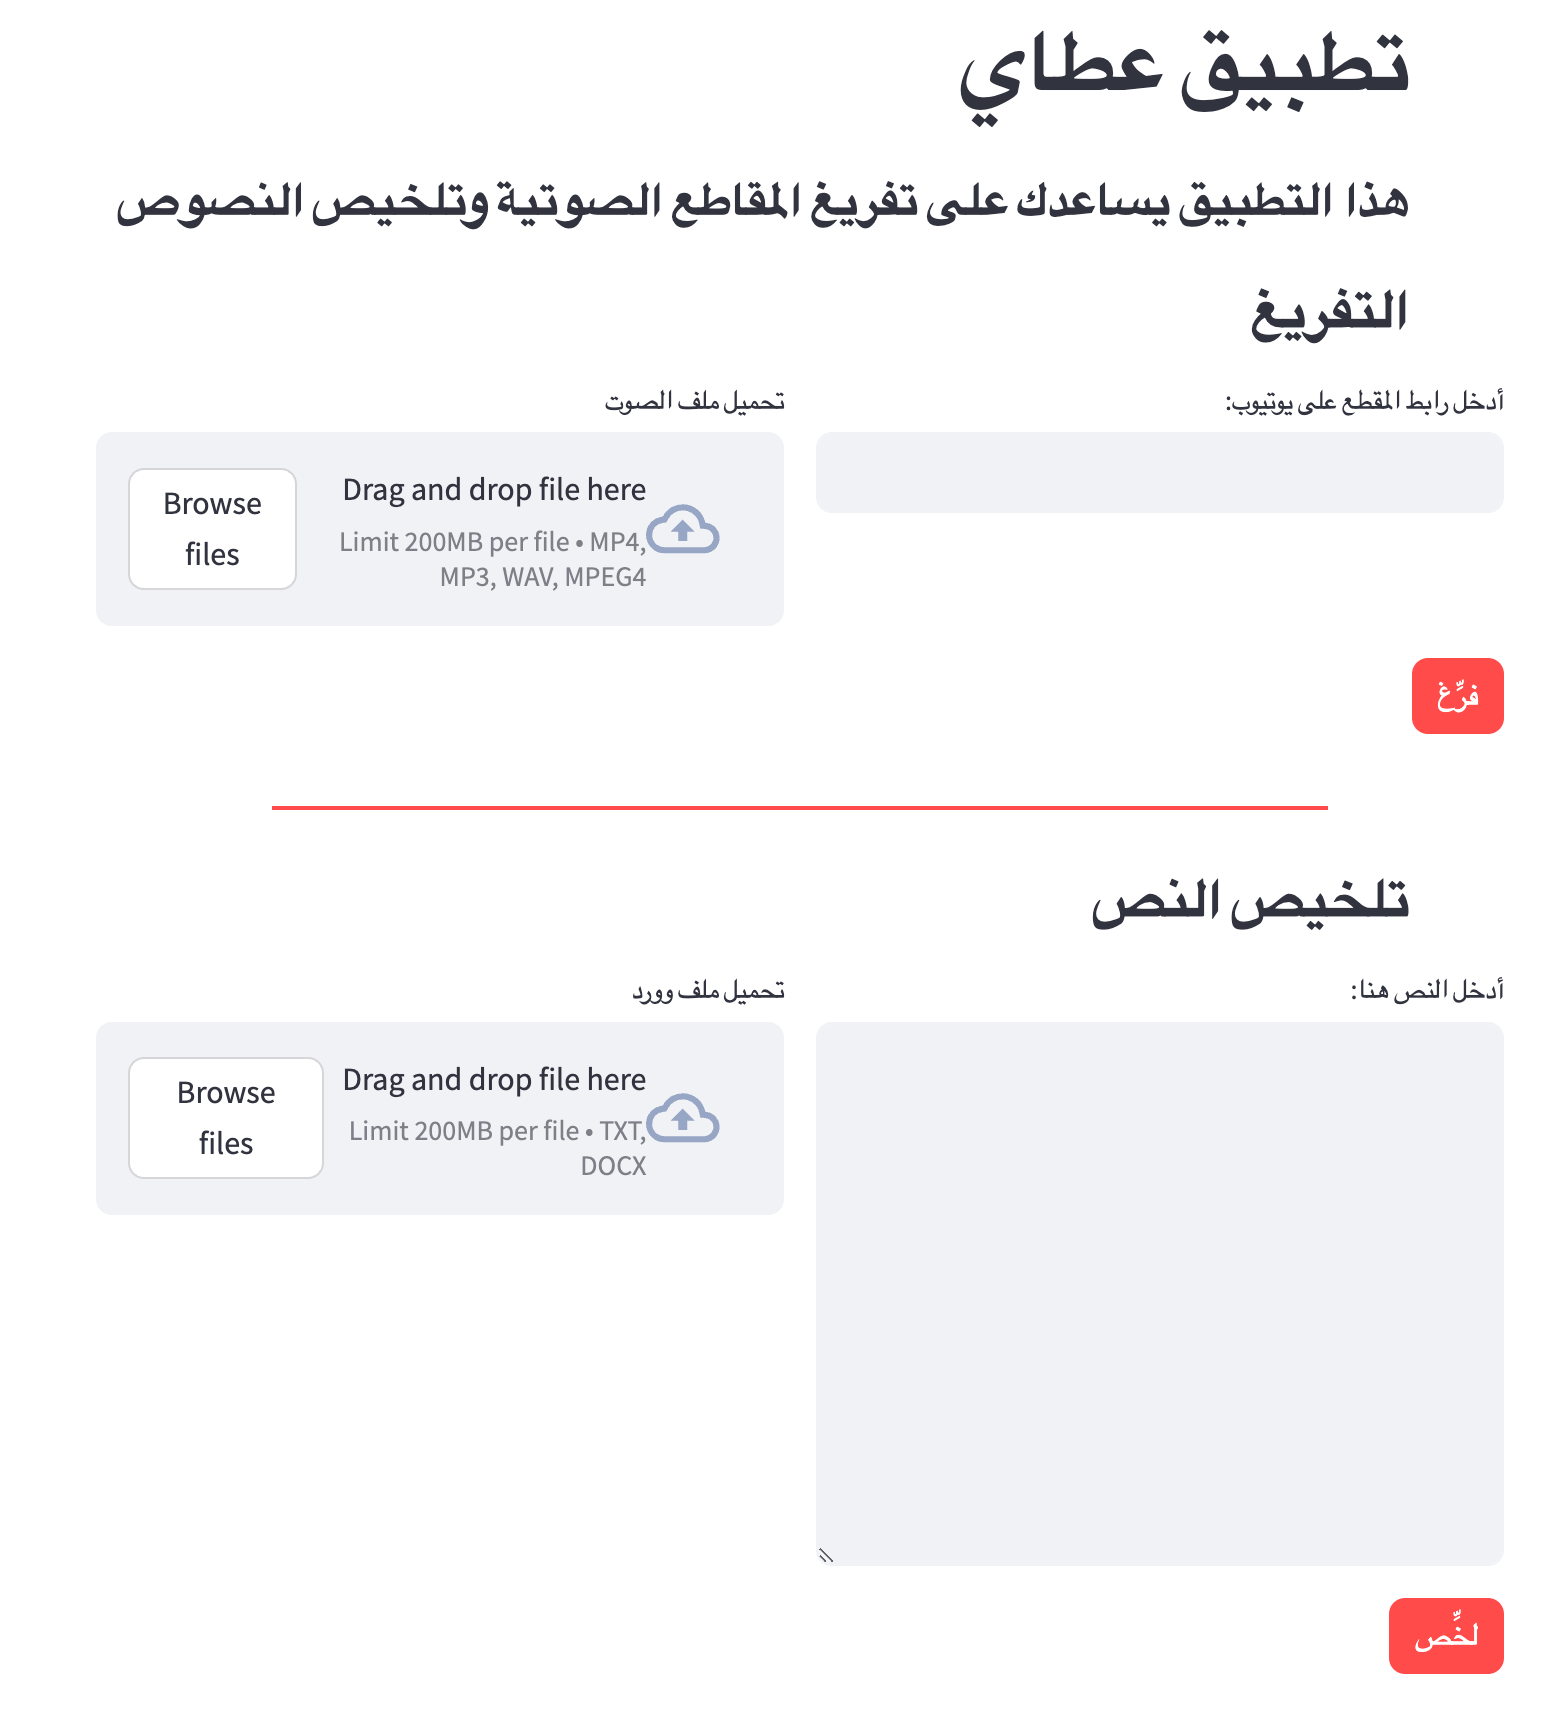 تطبيق عطاي
هذا التطبيق يساعدك على تفريغ المقاطع الصوتية وتلخيص النصوص
التفريغ
أدخل رابط المقطع على يوتيوب:
تحميل ملف الصوت
Drag and drop file here
Limit 200MB per file • MP4,
MP3, WAV, MPEG4
Browse
files
فرِّغ
تلخيص النص
أدخل النص هنا:
تحميل ملف وورد
Drag and drop file here
Limit 200MB per file • TXT,
DOCX
Browse
files
لخِّص